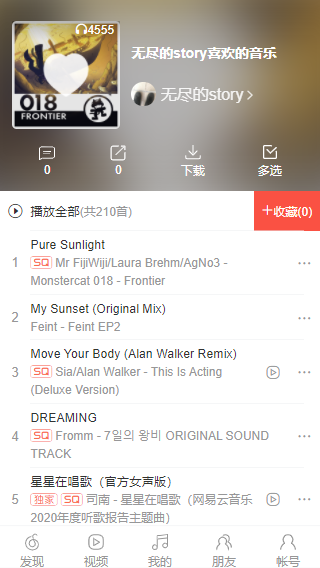 4555
018
FRONTIER
无尽的story喜欢的音乐
无尽的story
0
0
下载
多选
播放全部(共210首)
+收藏(0)
1
Pure Sunlight
SQ Mr FijiWiji/Laura Brehm/AgNo3 -
Monstercat 018 - Frontier
2
My Sunset (Original Mix)
Feint - Feint EP2
3
Move Your Body (Alan Walker Remix)
SQ Sia/Alan Walker - This Is Acting
(Deluxe Version)
4
DREAMING
SQ Fromm - 7일의 왕비 ORIGINAL SOUND
TRACK
5
星星在唱歌（官方女声版）
独家 SQ 司南 - 星星在唱歌（网易云音乐
2020年度听歌报告主题曲）
发现
视频
我的
朋友
帐号